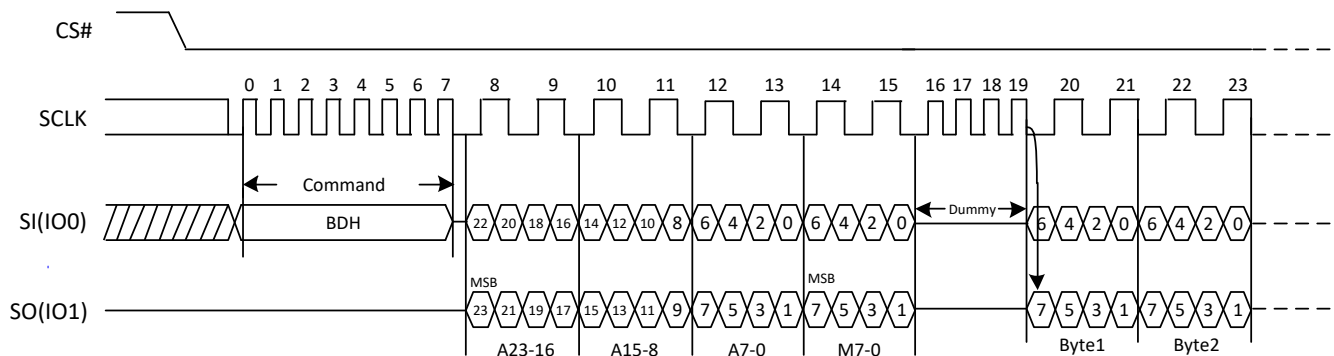 CS#
0 1 2 3 4 5 6 7 8 9 10 11 12 13 14 15 16 17 18 19 20 21 22 23
SCLK
Command
SI(IO0) BDH 22 20 18 16 14 12 10 8 6 4 2 0 6 4 2 0 Dummy 6 4 2 0 6 4 2 0
MSB MSB
SO(IO1) 23 21 19 17 15 13 11 9 7 5 3 1 7 5 3 1 7 5 3 1 7 5 3 1
A23-16 A15-8 A7-0 M7-0 Byte1 Byte2